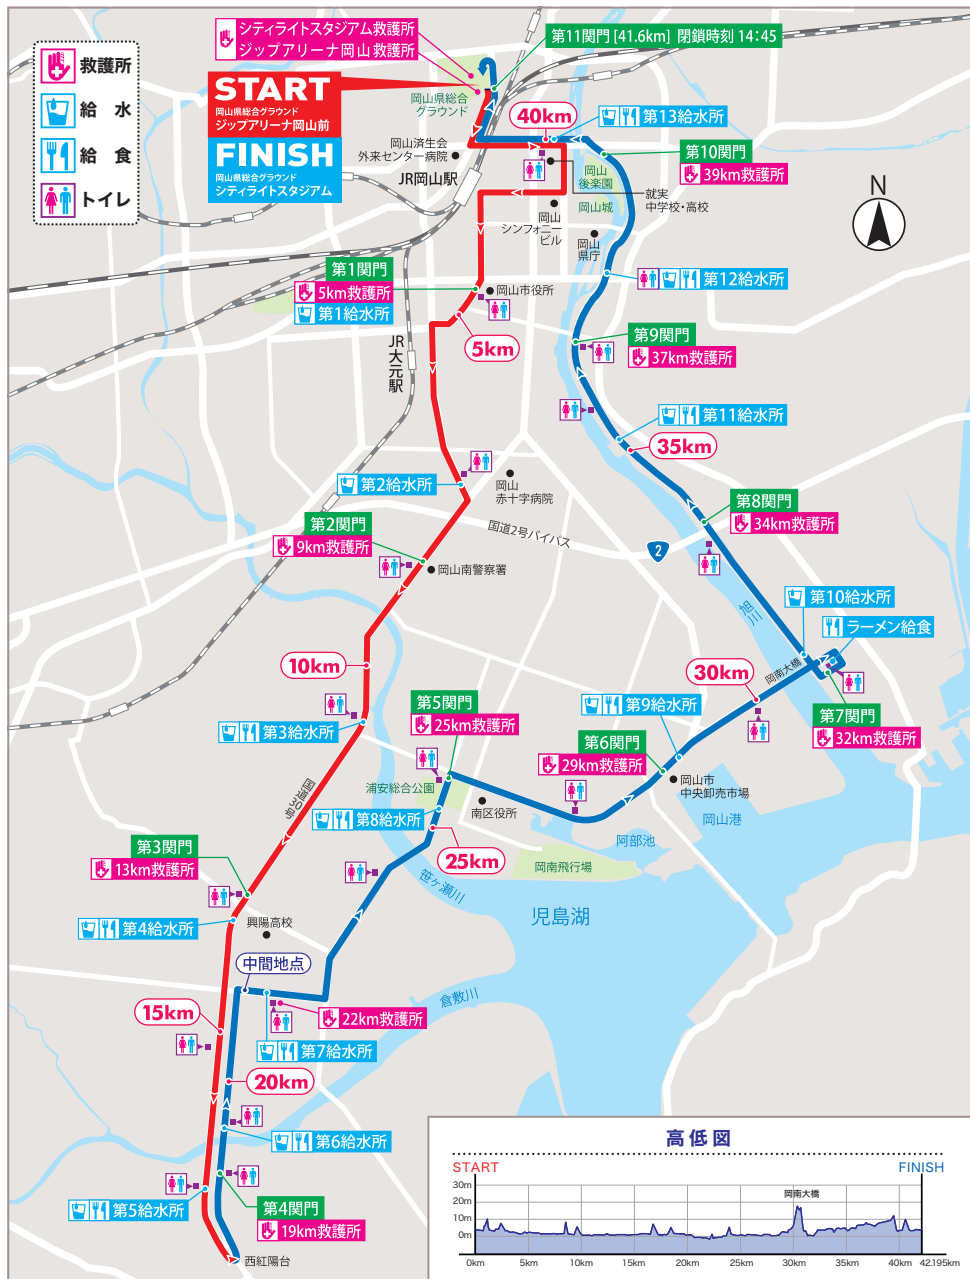 救護所
給 水
給 食
トイレ
シティライトスタジアム救護所
ジップアリーナ岡山救護所
第11関門 [41.6km] 閉鎖時刻 14:45
START
岡山県総合グラウンド
ジップアリーナ岡山前
FINISH
岡山県総合グラウンド
シティライトスタジアム
岡山県総合
グラウンド
岡山済生会
外来センター病院
JR岡山駅
40km
第13給水所
第10関門
39km救護所
岡山
後楽園
就実
中学校・高校
岡山城
岡山
シンフォニー
ビル
岡山
県庁
N
第12給水所
第1関門
5km救護所
第1給水所
岡山市役所
5km
JR大元駅
第9関門
37km救護所
第11給水所
35km
第2給水所
岡山
赤十字病院
第8関門
34km救護所
国道2号バイパス
2
第2関門
9km救護所
岡山南警察署
旭川
第10給水所
ラーメン給食
岡南大橋
10km
30km
第3給水所
第5関門
25km救護所
第9給水所
第7関門
32km救護所
第6関門
29km救護所
岡山市
中央卸売市場
国道30号
浦安総合公園
南区役所
第8給水所
岡山港
阿部池
25km
岡南飛行場
第3関門
13km救護所
笹ヶ瀬川
児島湖
第4給水所
興陽高校
中間地点
倉敷川
15km
22km救護所
第7給水所
20km
第6給水所
第5給水所
第4関門
19km救護所
西紅陽台
高低図
START
FINISH
岡南大橋
30m
20m
10m
0m
0km 5km 10km 15km 20km 25km 30km 35km 40km 42.195km